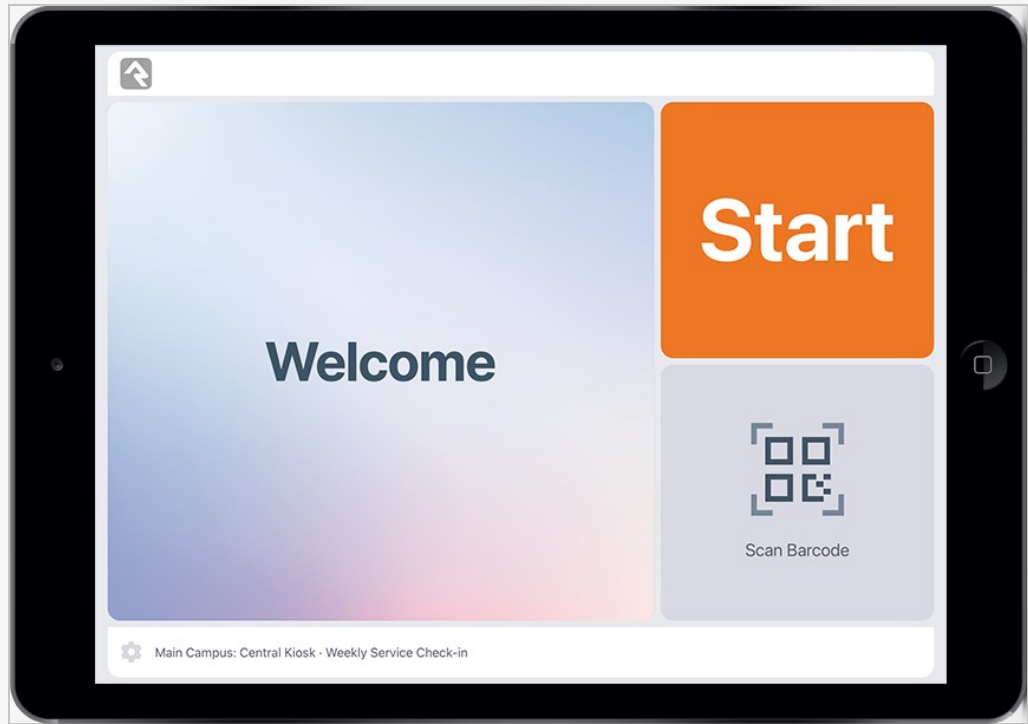 Welcome
Start
Scan Barcode
Main Campus: Central Kiosk · Weekly Service Check-in